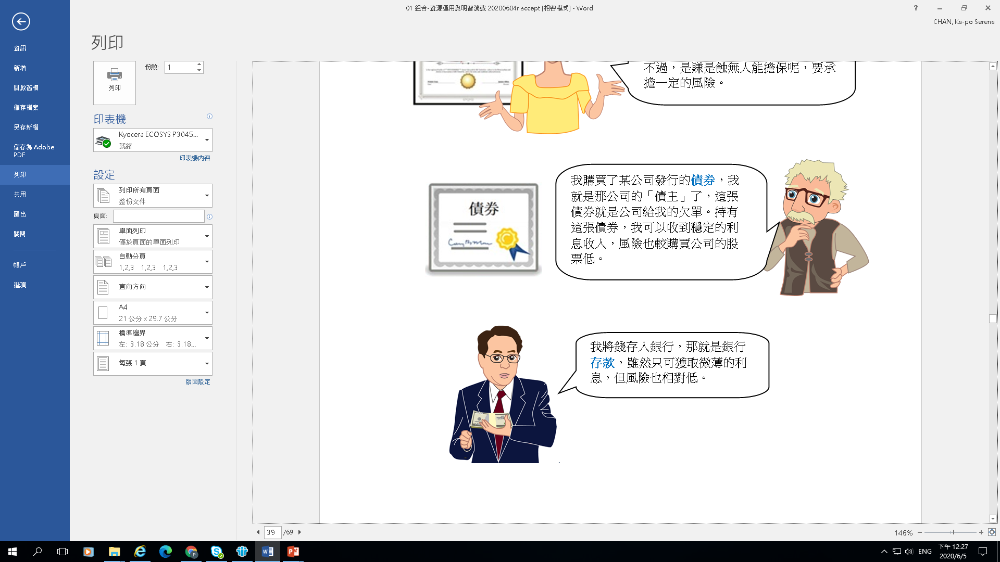 01 組合-資源運用與明智消費 20200604r accept [相容模式] - Word
CHAN, Ka-po Serena
資訊
新增
開啟舊檔
儲存檔案
另存新檔
儲存為 Adobe
PDF
列印
共用
匯出
關閉
帳戶
選項
列印
列印
份數:
1
印表機
Kyocera ECOSYS P3045...
就緒
印表機內容
設定
列印所有頁面
整份文件
頁面:
單面列印
僅於頁面的單面列印
自動分頁
1,2,3 1,2,3 1,2,3
直向方向
A4
21 公分 x 29.7 公分
標準邊界
左: 3.18 公分 右: 3.18...
每張 1 頁
版面設定
不過，是賺是蝕無人能擔保呢，要承
擔一定的風險。
債券
我購買了某公司發行的債券，我
就是那公司的「債主」了，這張
債券就是公司給我的欠單。持有
這張債券，我可以收到穩定的利
息收入，風險也較購買公司的股
票低。
我將錢存入銀行，那就是銀行
存款，雖然只可獲取微薄的利
息，但風險也相對低。
39 /69
146%
ENG
下午 12:27
2020/6/5